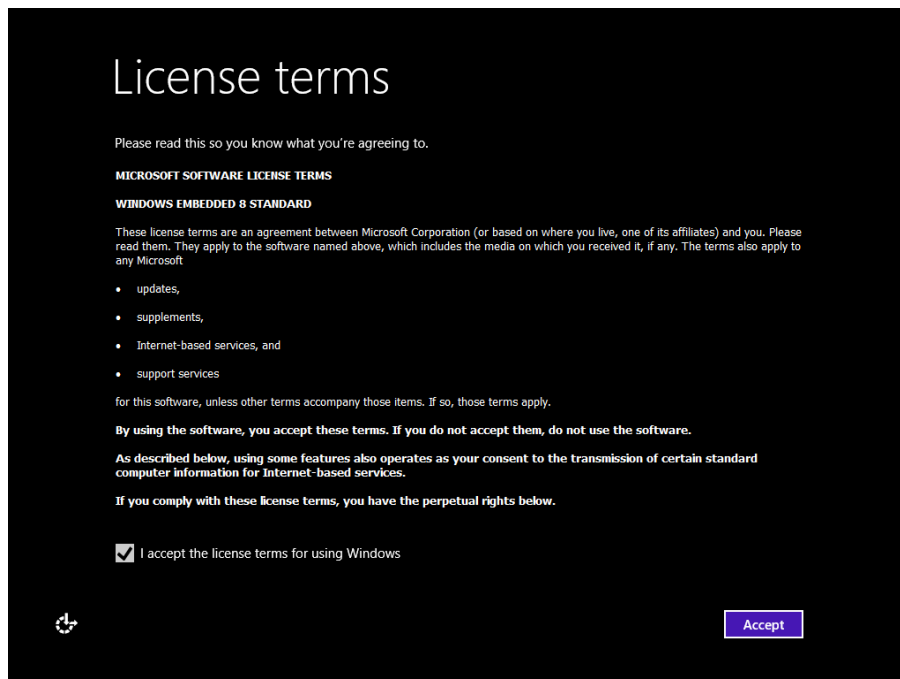 License terms
Please read this so you know what you're agreeing to.
MICROSOFT SOFTWARE LICENSE TERMS
WINDOWS EMBEDDED 8 STANDARD
These license terms are an agreement between Microsoft Corporation (or based on where you live, one of its affiliates) and you. Please
read them. They apply to the software named above, which includes the media on which you received it, if any. The terms also apply to
any Microsoft
• updates,
• supplements,
• Internet-based services, and
• support services
for this software, unless other terms accompany those items. If so, those terms apply.
By using the software, you accept these terms. If you do not accept them, do not use the software.
As described below, using some features also operates as your consent to the transmission of certain standard
computer information for Internet-based services.
If you comply with these license terms, you have the perpetual rights below.
I accept the license terms for using Windows
Accept